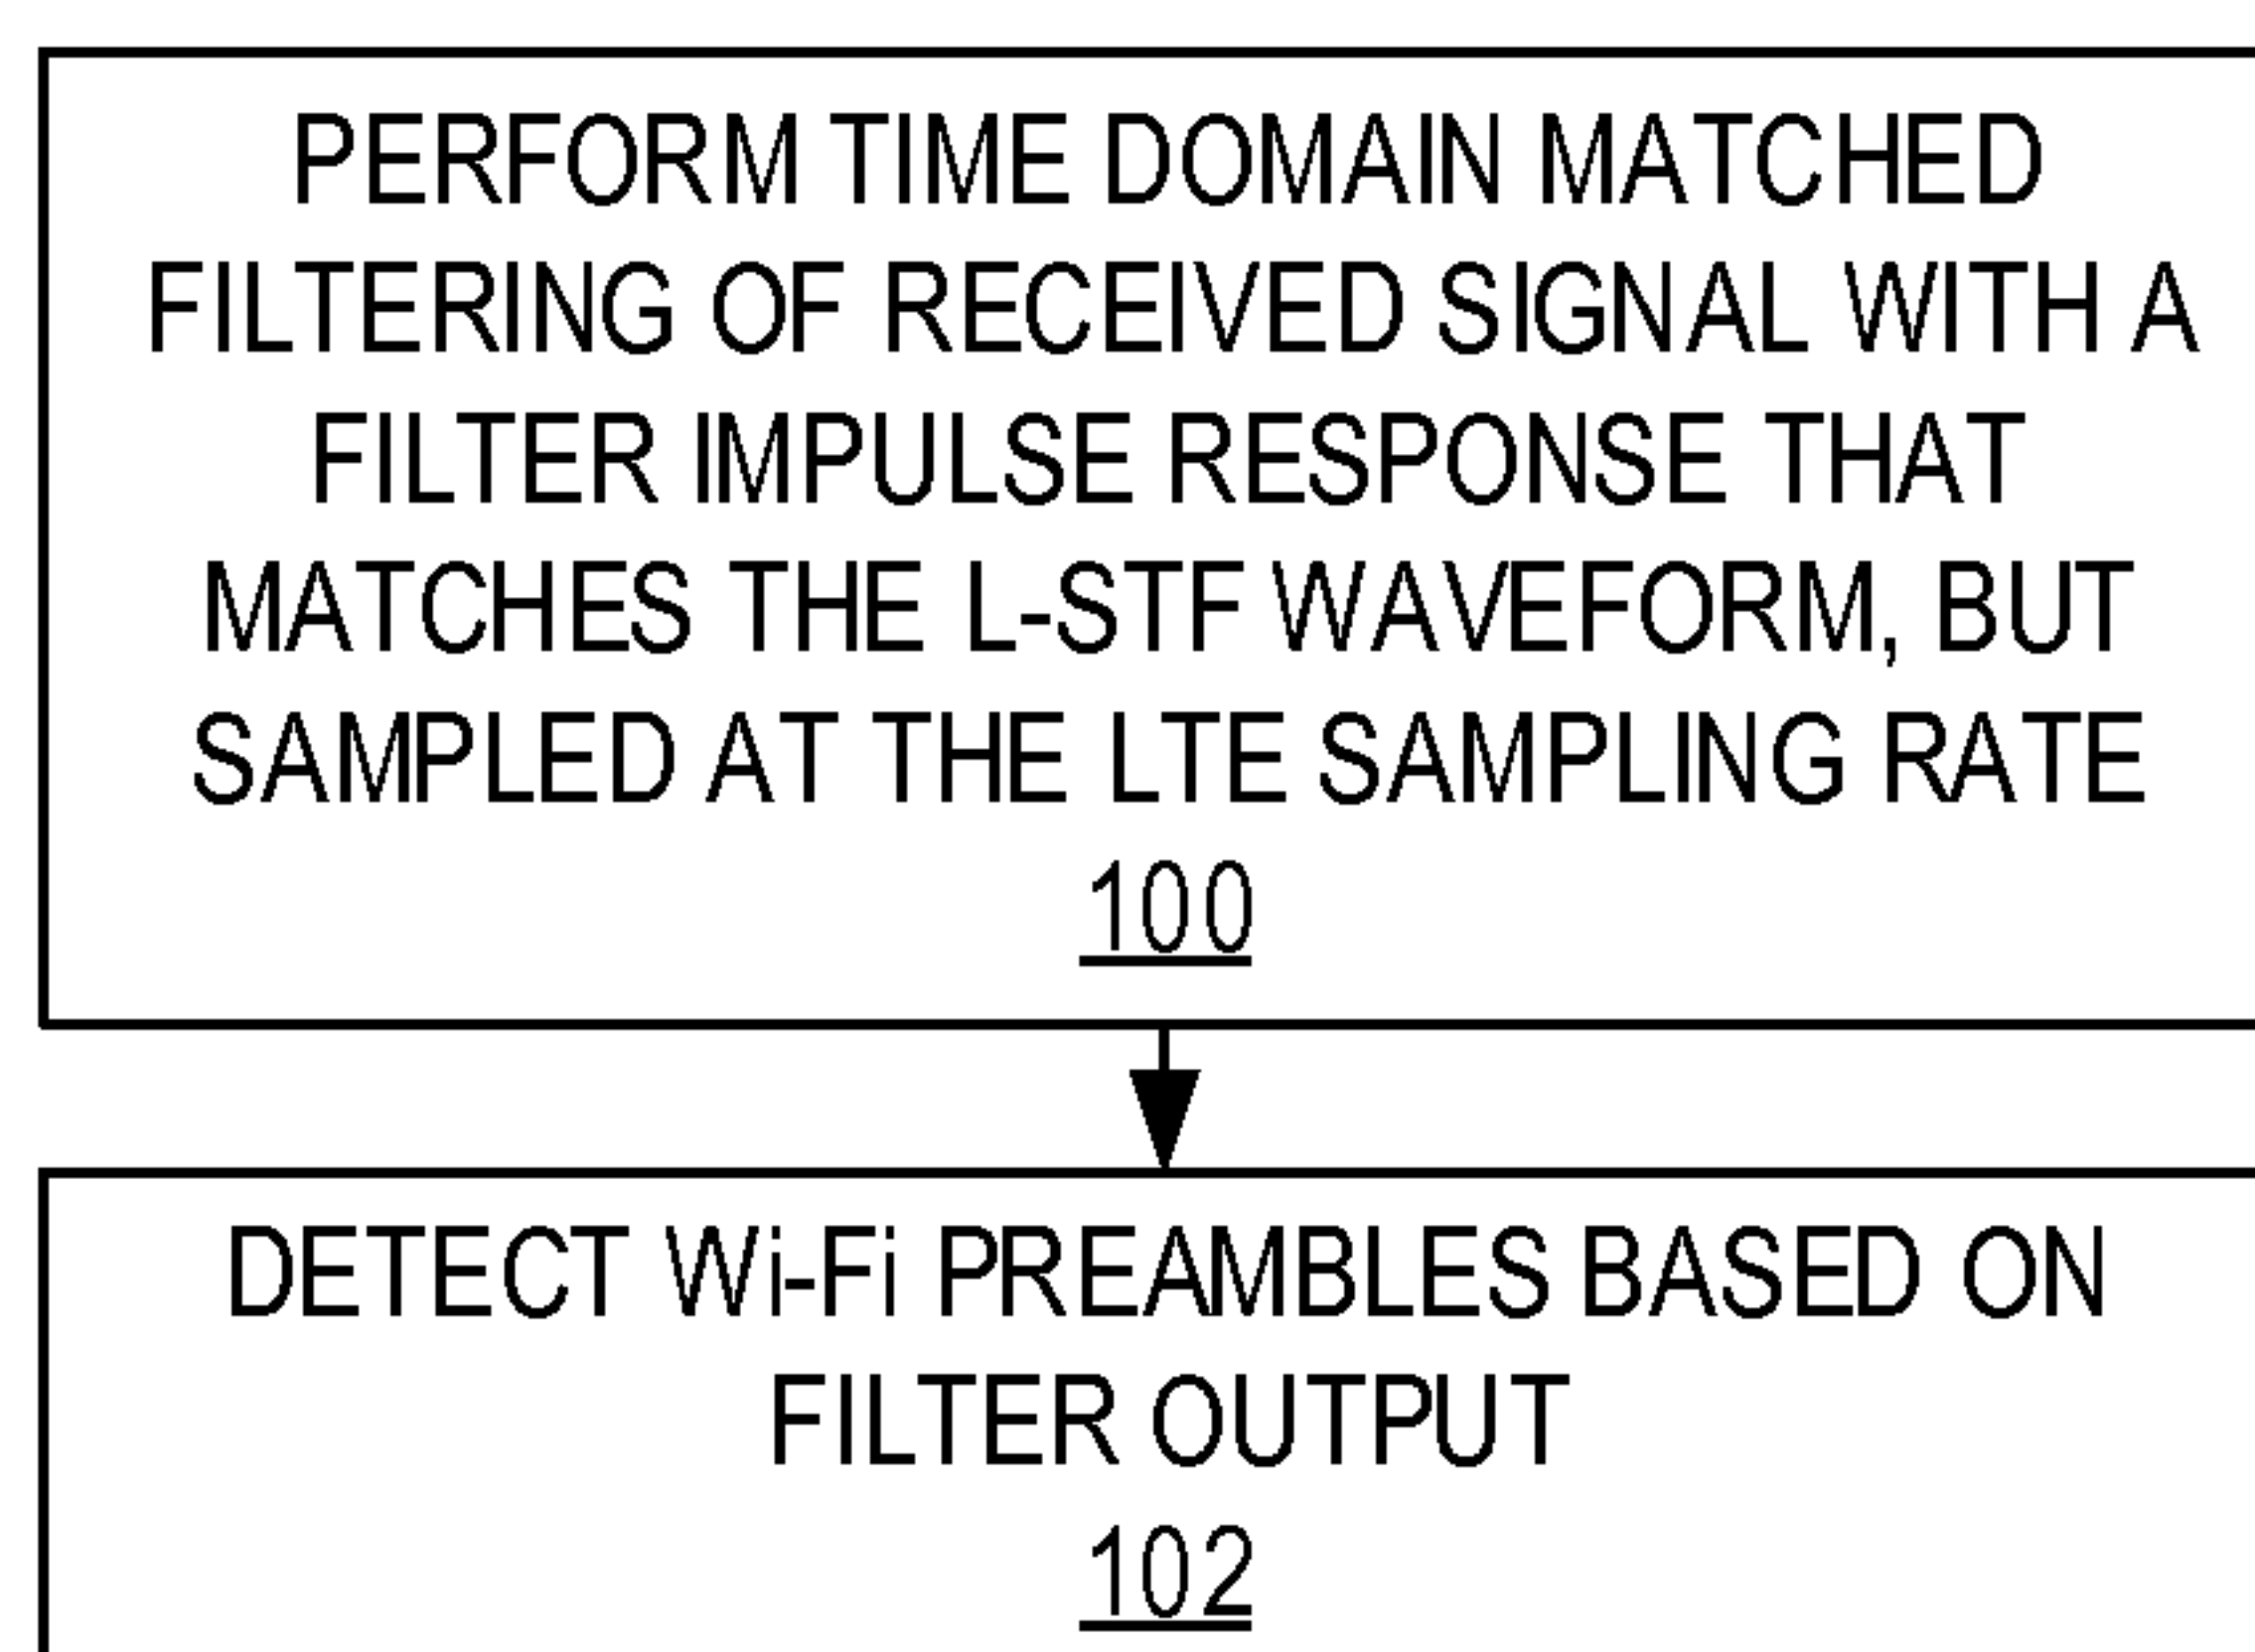 PERFORM TIME DOMAIN MATCHED
FILTERING OF RECEIVED SIGNAL WITH A
FILTER IMPULSE RESPONSE THAT
MATCHES THE L-STF WAVEFORM, BUT
SAMPLED AT THE LTE SAMPLING RATE
100
DETECT Wi-Fi PREAMBLES BASED ON
FILTER OUTPUT
102